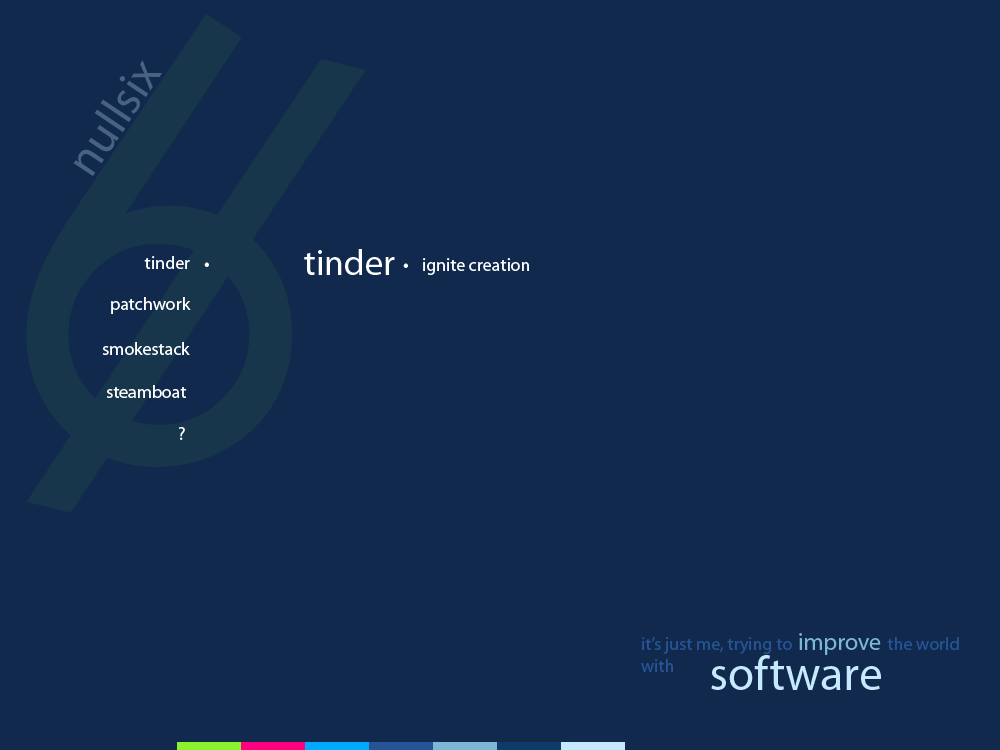 nullsix
tinder •
patchwork
smokestack
steamboat
?
tinder • ignite creation
it's just me, trying to improve the world
with software